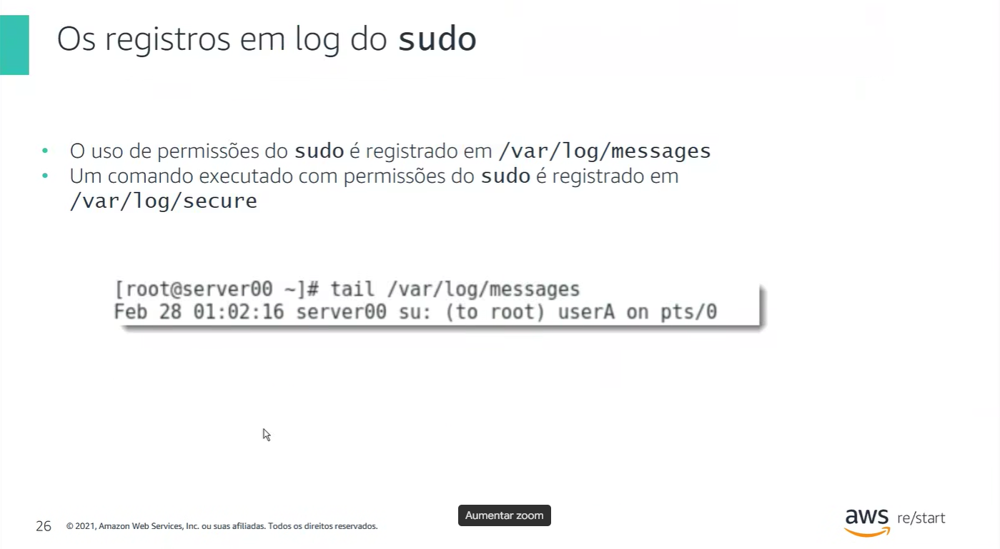 Os registros em log do sudo
• O uso de permissões do sudo é registrado em /var/log/messages
• Um comando executado com permissões do sudo é registrado em
/var/log/secure
[root@server00 ~]# tail /var/log/messages
Feb 28 01:02:16 server00 su: (to root) userA on pts/0
Aumentar zoom
26 © 2021, Amazon Web Services, Inc. ou suas afiliadas. Todos os direitos reservados.
aws re/start